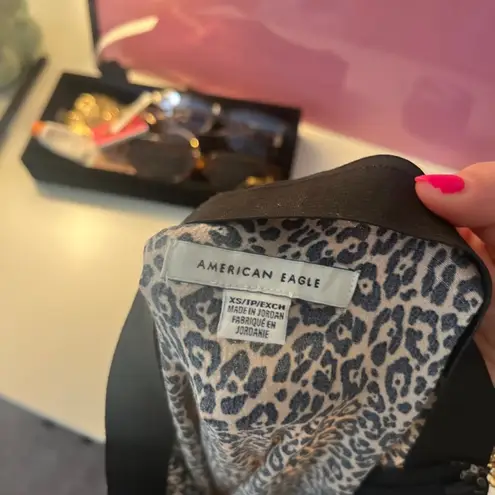 AMERICAN EAGLE
XS/TP/EXCH
MADE IN JORDAN
FABRIQUÉ EN
JORDANIE